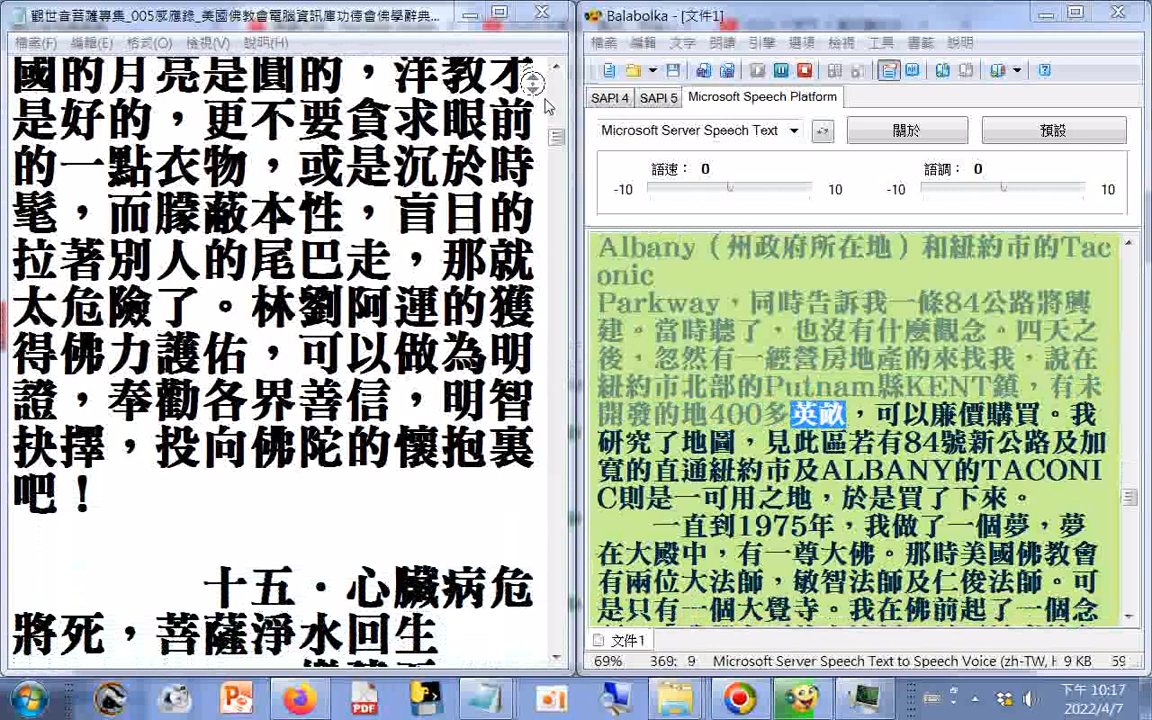 觀世音菩薩專集_005感應錄_美國佛教會電腦資訊庫功德會佛學辭典...
檔案(F) 編輯(E) 格式(O) 檢視(V) 說明(H)
國的月亮是圓的，洋教才
是好的，更不要貪求眼前
的一點衣物，或是沉於時
髦，而朦蔽本性，盲目的
拉著別人的尾巴走，那就
太危險了。林劉阿運的獲
得佛力護佑，可以做為明
證，奉勸各界善信，明智
抉擇，投向佛陀的懷抱裏
吧！
十五．心臟病危
將死，菩薩淨水回生
Balabolka - [文件1]
檔案 編輯 文字 朗讀 引擎 選項 檢視 工具 書籤 說明
SAPI 4 SAPI 5 Microsoft Speech Platform
Microsoft Server Speech Text 關於 預設
語速： 0 語調： 0
-10 10 -10 10
Albany（州政府所在地）和紐約市的Tac
onic
Parkway，同時告訴我一條84公路將興
建。當時聽了，也沒有什麼觀念。四天之
後，忽然有一經營房地產的來找我，說在
紐約市北部的Putnam縣KENT鎮，有未
開發的地400多英畝，可以廉價購買。我
研究了地圖，見此區若有84號新公路及加
寬的直通紐約市及ALBANY的TACONI
C則是一可用之地，於是買了下來。
一直到1975年，我做了一個夢，夢
在大殿中，有一尊大佛。那時美國佛教會
有兩位大法師，敏智法師及仁俊法師。可
是只有一個大覺寺。我在佛前起了一個念
文件1
69% 369: 9 Microsoft Server Speech Text to Speech Voice (zh-TW, H 9 KB 59
下午 10:17
2022/4/7